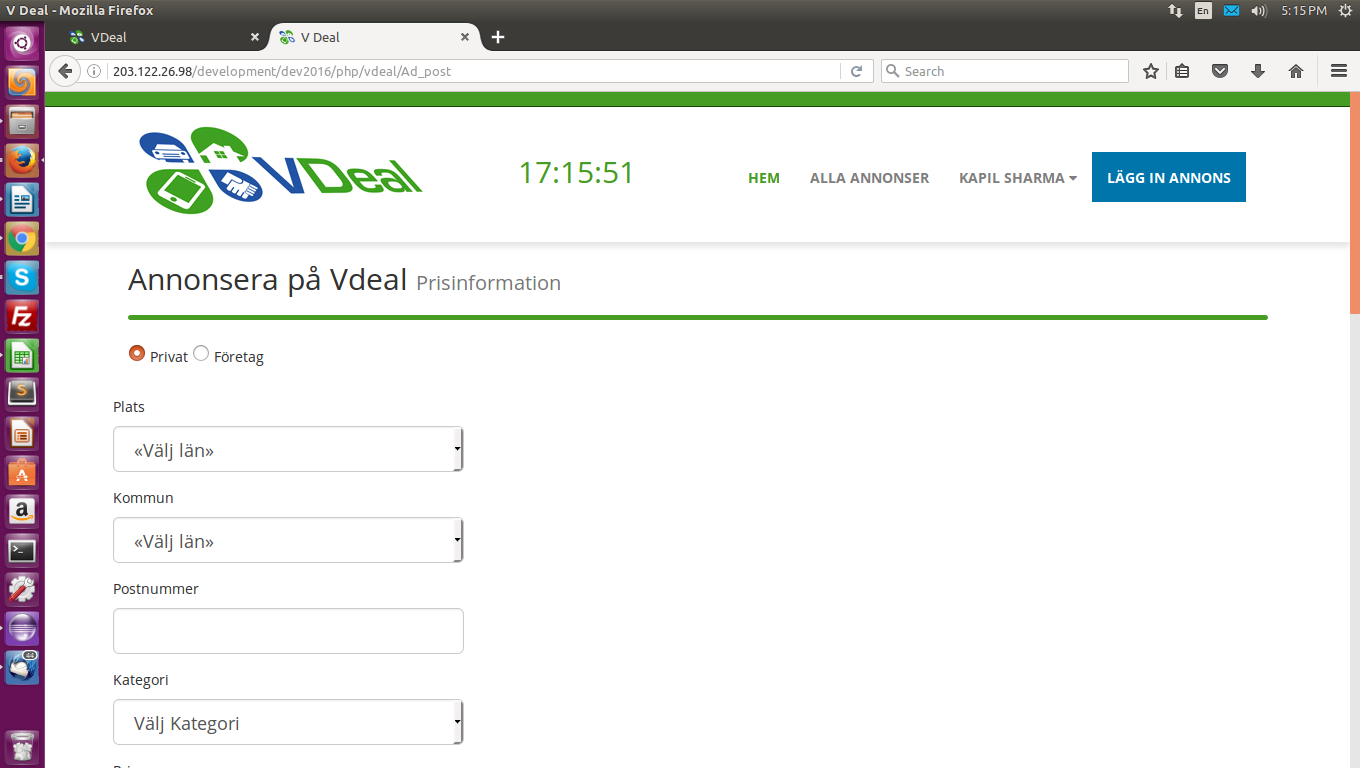 V Deal - Mozilla Firefox
En
5:15 PM
VDeal
V Deal
203.122.26.98/development/dev2016/php/vdeal/Ad_post
Search
VDeal
17:15:51
HEM
ALLA ANNONSER
KAPIL SHARMA
LÄGG IN ANNONS
Annonsera på Vdeal Prisinformation
Privat
Företag
Plats
«Välj län»
Kommun
«Välj län»
Postnummer
Kategori
Välj Kategori
44